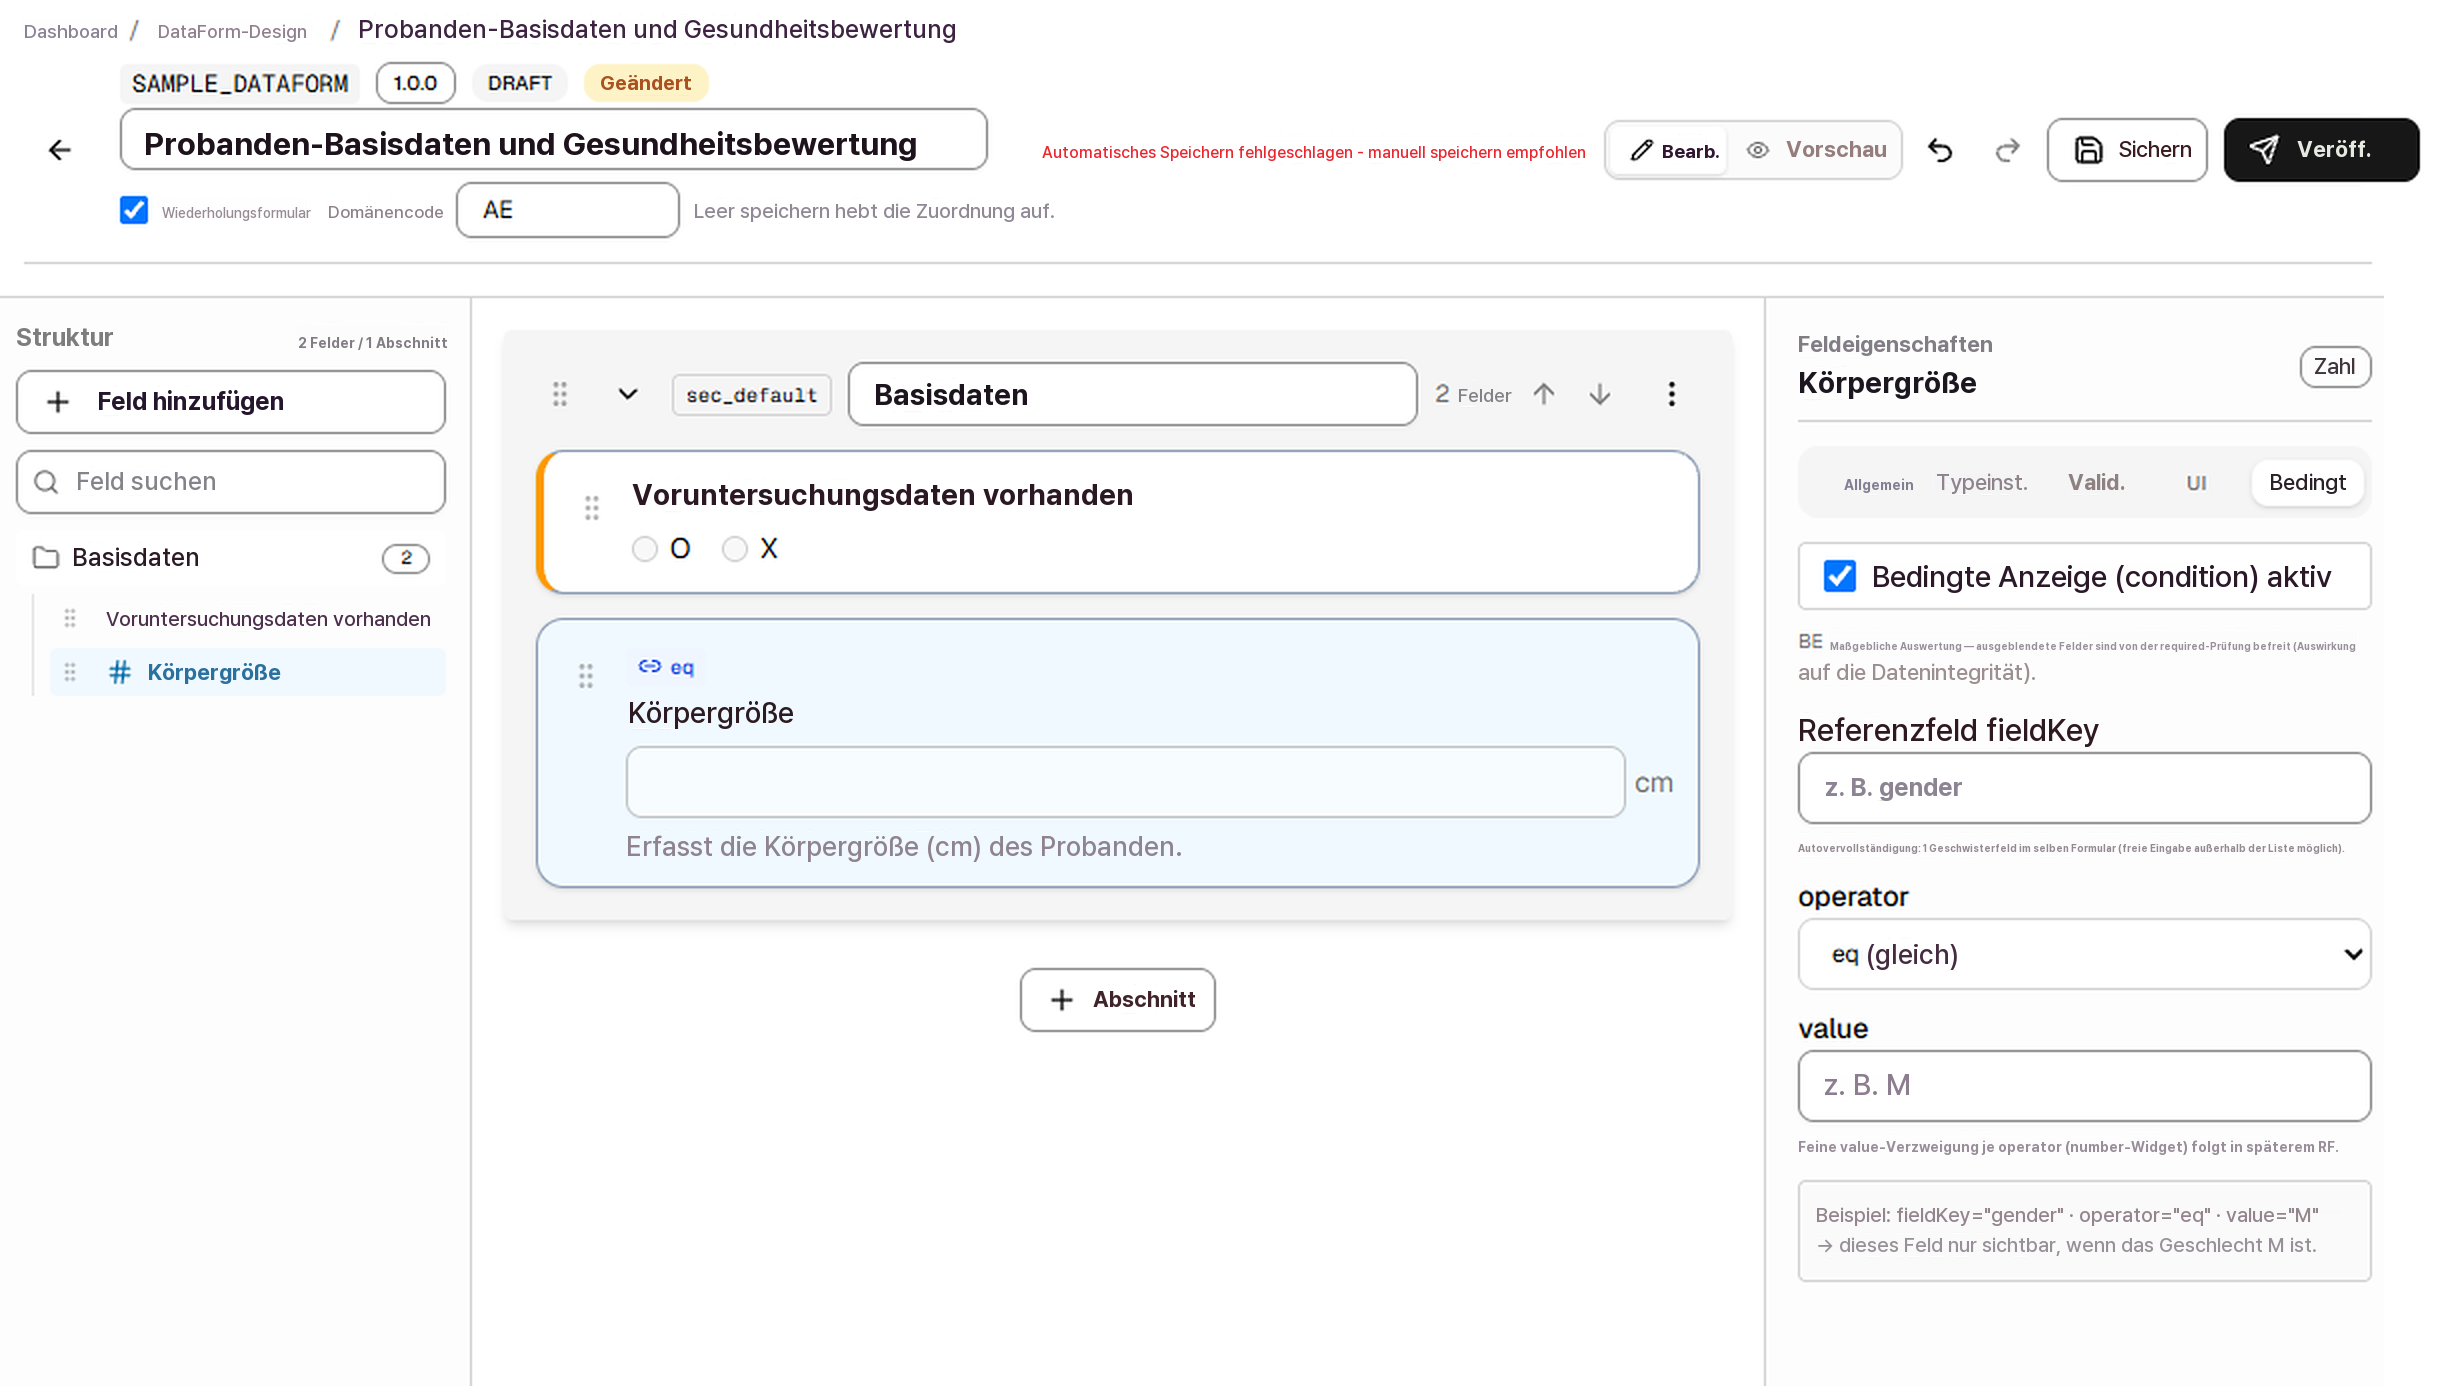 Dashboard / DataForm-Design / Probanden-Basisdaten und Gesundheitsbewertung
SAMPLE_DATAFORM 1.0.0 DRAFT Geändert
Probanden-Basisdaten und Gesundheitsbewertung
Automatisches Speichern fehlgeschlagen - manuell speichern empfohlen
Bearb. Vorschau Sichern Veröff.
Wiederholungsformular Domänencode AE Leer speichern hebt die Zuordnung auf.
Struktur 2 Felder / 1 Abschnitt
Feld hinzufügen
Feld suchen
Basisdaten 2
Voruntersuchungsdaten vorhanden
Körpergröße
sec_default Basisdaten 2 Felder
Voruntersuchungsdaten vorhanden
O X
eq
Körpergröße
cm
Erfasst die Körpergröße (cm) des Probanden.
Abschnitt
Feldeigenschaften
Körpergröße Zahl
Allgemein Typeinst. Valid. UI Bedingt
Bedingte Anzeige (condition) aktiv
BE Maßgebliche Auswertung — ausgeblendete Felder sind von der required-Prüfung befreit (Auswirkung
auf die Datenintegrität).
Referenzfeld fieldKey
z. B. gender
Autovervollständigung: 1 Geschwisterfeld im selben Formular (freie Eingabe außerhalb der Liste möglich).
operator
eq (gleich)
value
z. B. M
Feine value-Verzweigung je operator (number-Widget) folgt in späterem RF.
Beispiel: fieldKey="gender" · operator="eq" · value="M"
→ dieses Feld nur sichtbar, wenn das Geschlecht M ist.